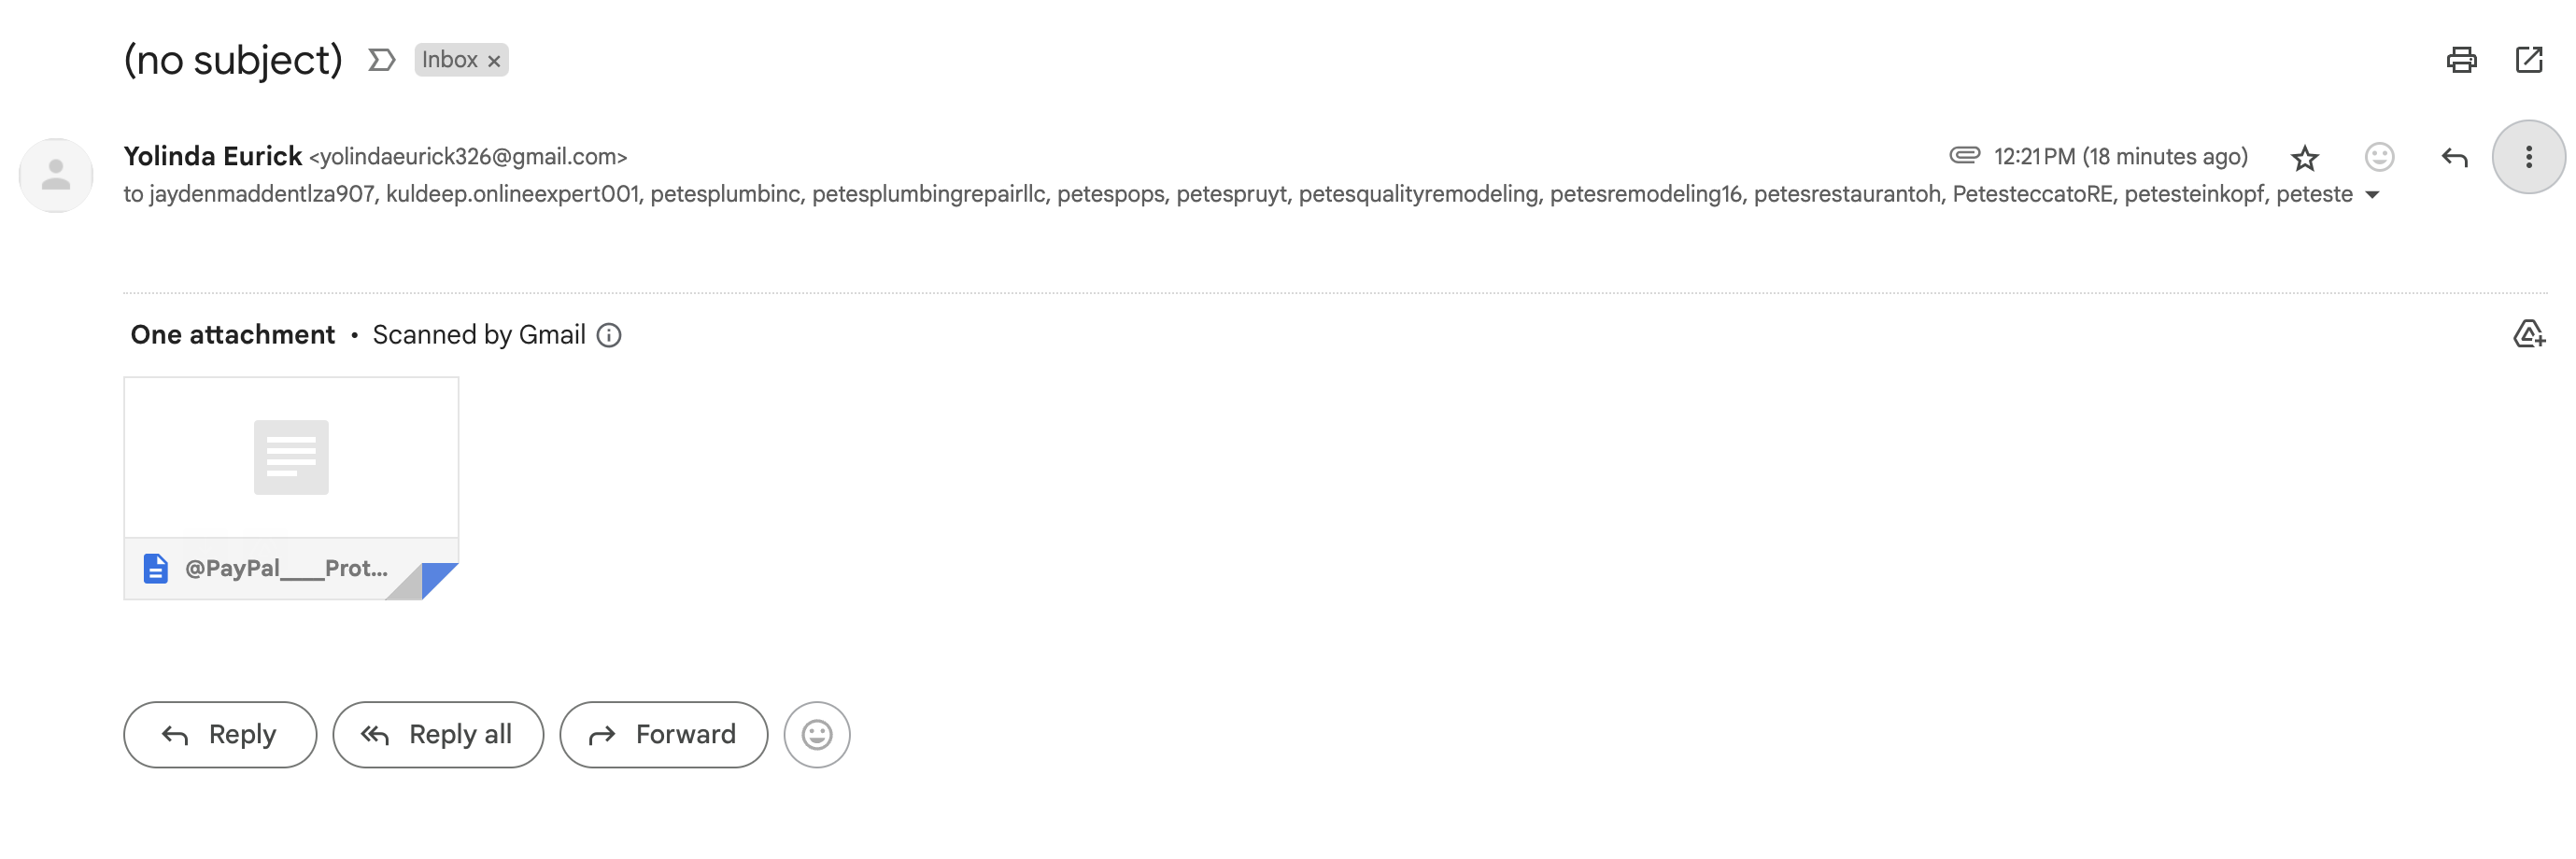 (no subject) Inbox ×
Yolinda Eurick <yolindaeurick326@gmail.com> 12:21 PM (18 minutes ago)
to jaydenmaddentlza907, kuldeep.onlineexpert001, petesplumbinc, petesplumbingrepairllc, petespops, petespruyt, petesqualityremodeling, petesremodeling16, petesrestaurantoh, PetesteccatoRE, petesteinkopf, peteste
One attachment • Scanned by Gmail
@PayPal____Prot...
Reply Reply all Forward